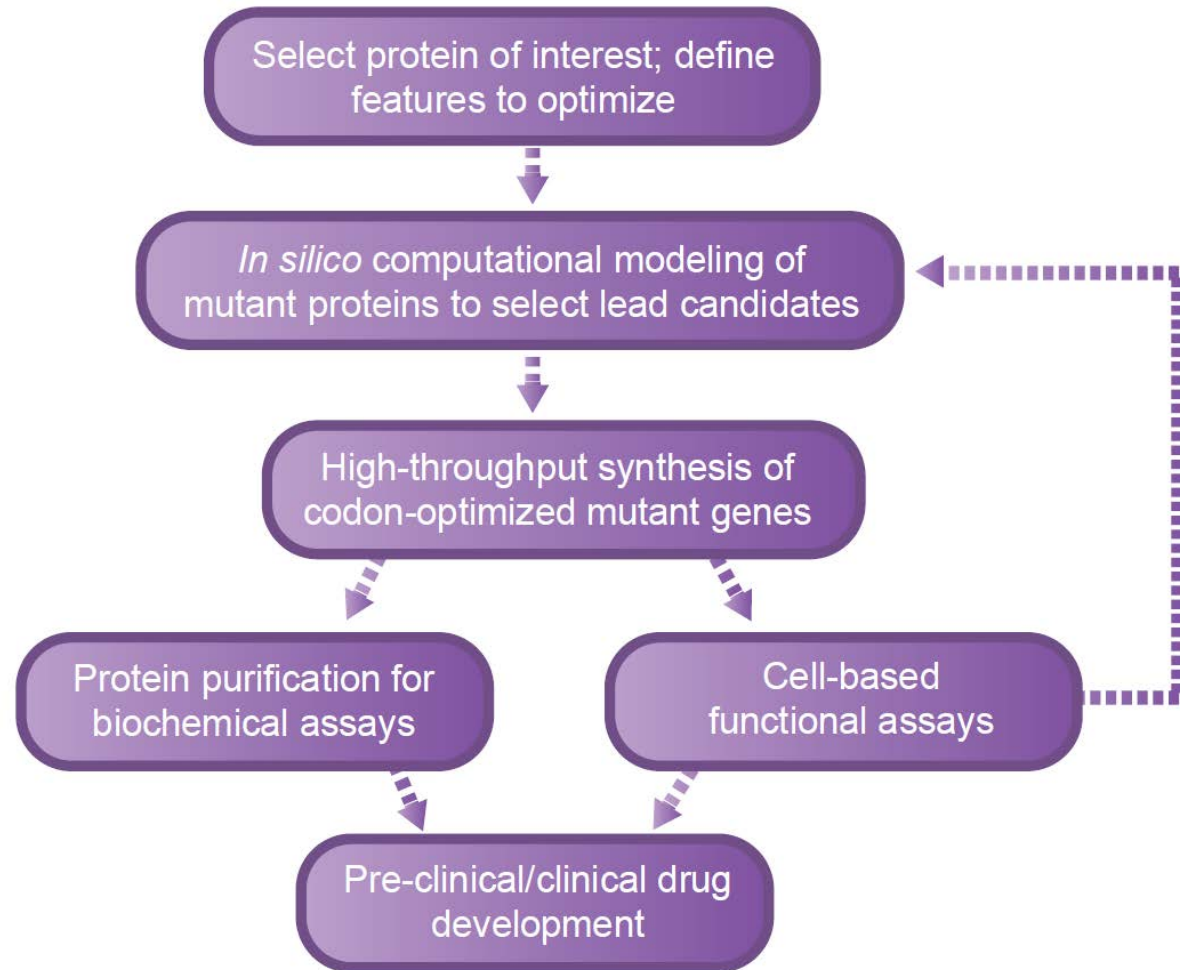 Select protein of interest; define
features to optimize
In silico computational modeling of
mutant proteins to select lead candidates
High-throughput synthesis of
codon-optimized mutant genes
Protein purification for
biochemical assays
Cell-based
functional assays
Pre-clinical/clinical drug
development